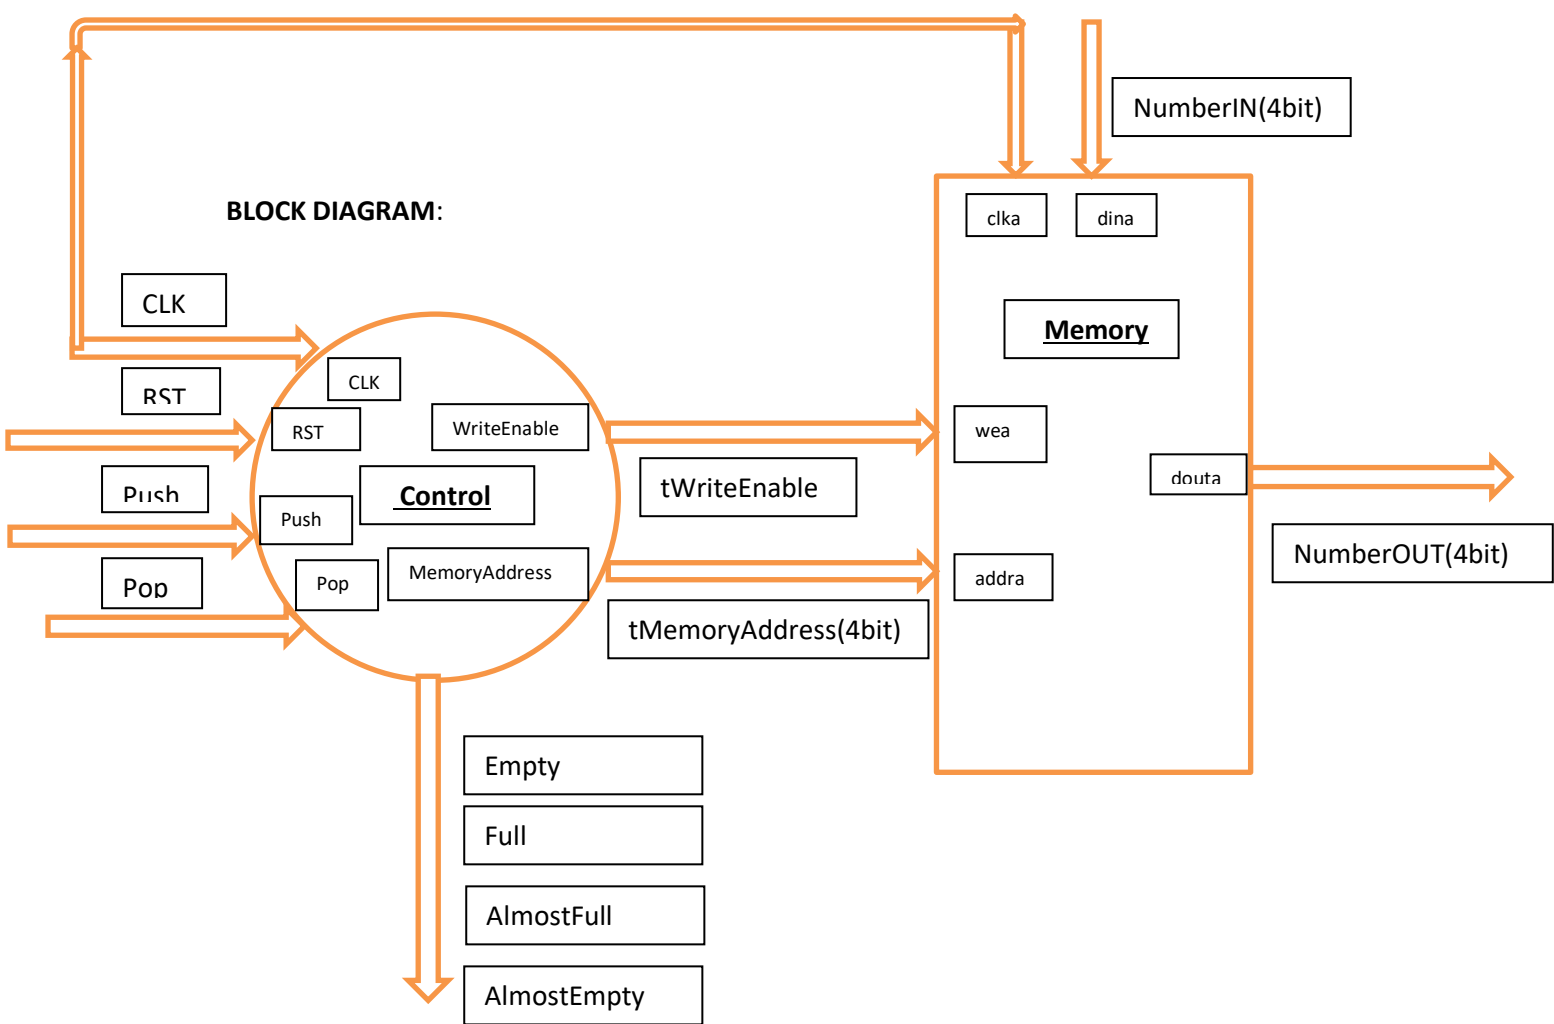 NumberIN(4bit)
BLOCK DIAGRAM:
clka
dina
CLK
Memory
RST
CLK
RST
WriteEnable
wea
Push
Control
tWriteEnable
douta
Push
NumberOUT(4bit)
Pop
Pop
MemoryAddress
addra
tMemoryAddress(4bit)
Empty
Full
AlmostFull
AlmostEmpty